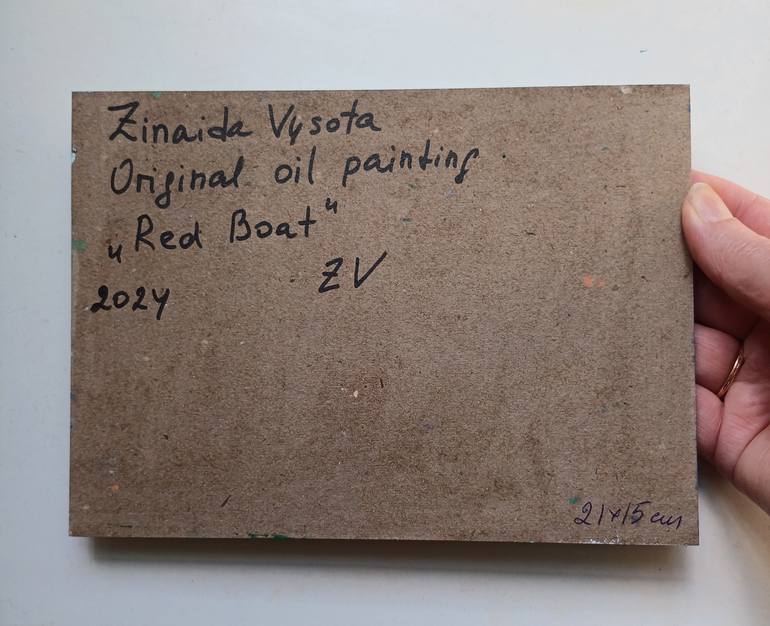 Zinaida Vysota
Original oil painting
„Red Boat"
ZV
2024
21x15 cm